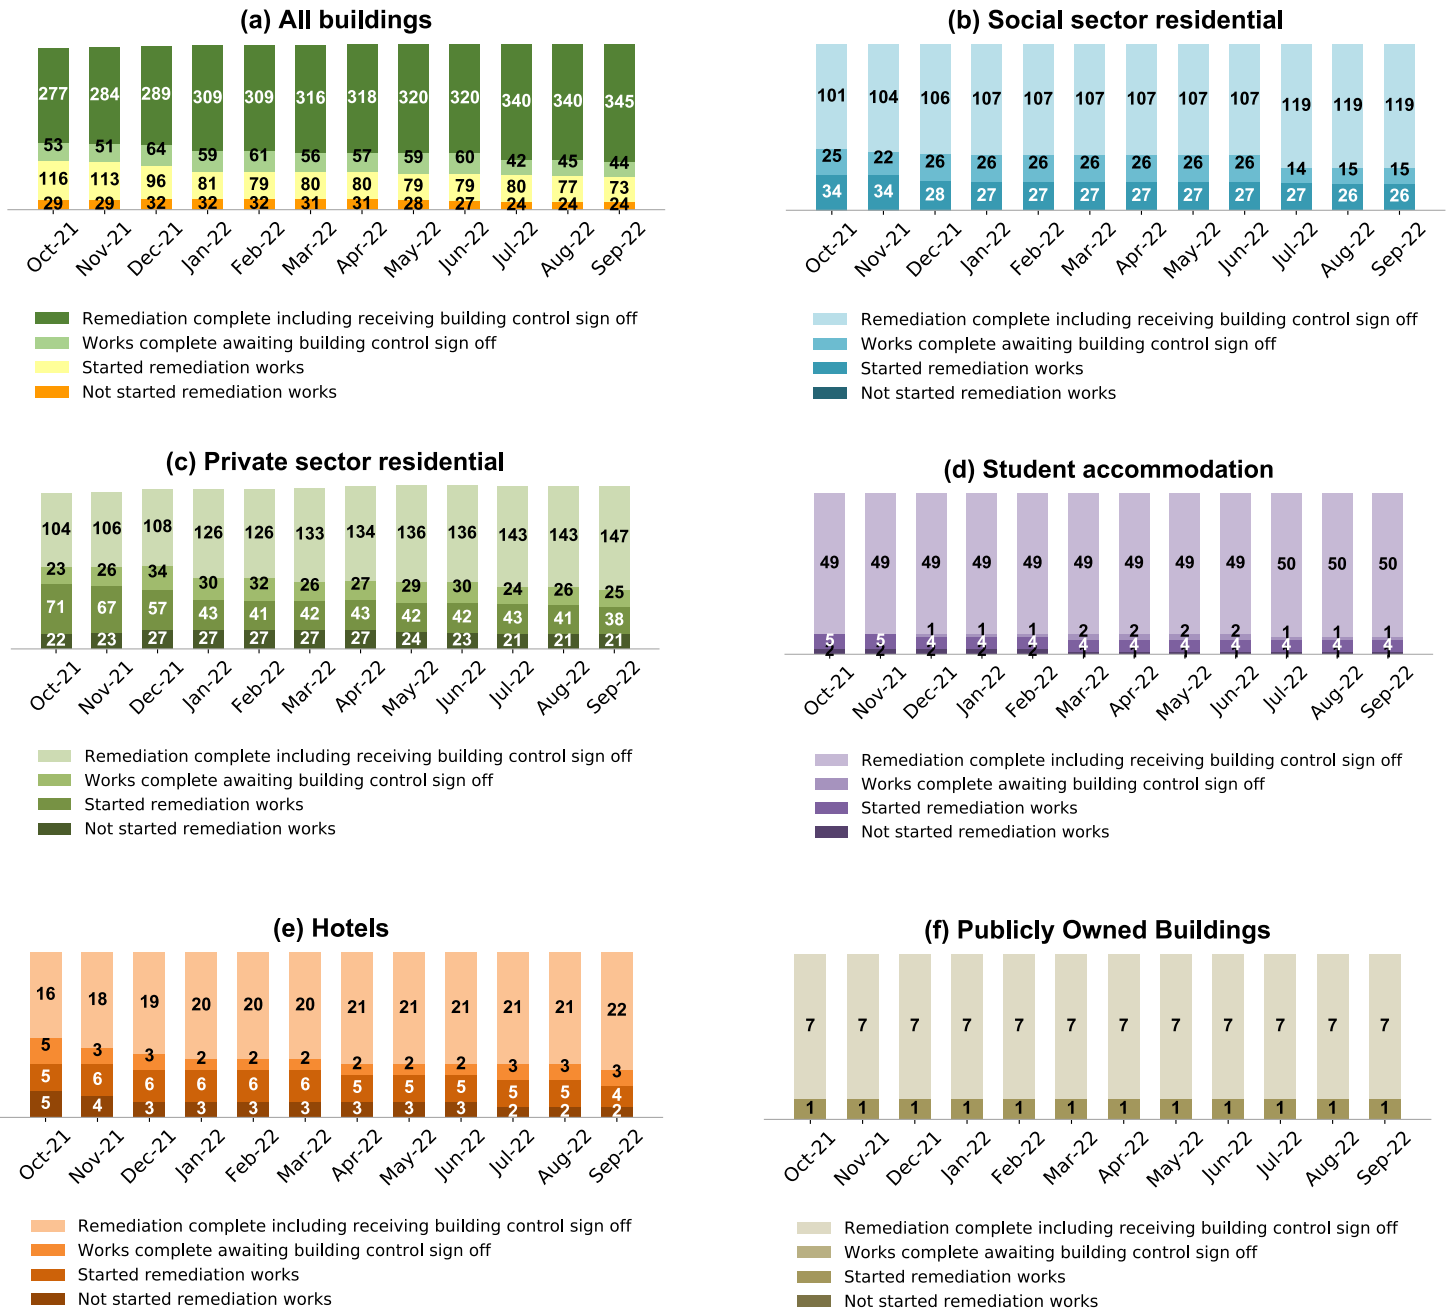 (a) All buildings
277 284 289 309 309 316 318 320 320 340 340 345
53 51 64 59 61 56 57 59 60 42 45 44
116 113 96 81 79 80 80 79 79 80 77 73
29 29 32 32 32 31 31 28 27 24 24 24
Oct-21 Nov-21 Dec-21 Jan-22 Feb-22 Mar-22 Apr-22 May-22 Jun-22 Jul-22 Aug-22 Sep-22
Remediation complete including receiving building control sign off
Works complete awaiting building control sign off
Started remediation works
Not started remediation works
(b) Social sector residential
101 104 106 107 107 107 107 107 107 119 119 119
25 22 26 26 26 26 26 26 26 14 15 15
34 34 28 27 27 27 27 27 27 27 26 26
Oct-21 Nov-21 Dec-21 Jan-22 Feb-22 Mar-22 Apr-22 May-22 Jun-22 Jul-22 Aug-22 Sep-22
Remediation complete including receiving building control sign off
Works complete awaiting building control sign off
Started remediation works
Not started remediation works
(c) Private sector residential
104 106 108 126 126 133 134 136 136 143 143 147
23 26 34 30 32 26 27 29 30 24 26 25
71 67 57 43 41 42 43 42 42 43 41 38
22 23 27 27 27 27 27 24 23 21 21 21
Oct-21 Nov-21 Dec-21 Jan-22 Feb-22 Mar-22 Apr-22 May-22 Jun-22 Jul-22 Aug-22 Sep-22
Remediation complete including receiving building control sign off
Works complete awaiting building control sign off
Started remediation works
Not started remediation works
(d) Student accommodation
49 49 49 49 49 49 49 49 49 50 50 50
1 1 1 2 2 2 2 1 1 1
5 5 4 4 4 4 4 4 4 4 4 4
2 2 2 2 2 1 1 1 1 1 1 1
Oct-21 Nov-21 Dec-21 Jan-22 Feb-22 Mar-22 Apr-22 May-22 Jun-22 Jul-22 Aug-22 Sep-22
Remediation complete including receiving building control sign off
Works complete awaiting building control sign off
Started remediation works
Not started remediation works
(e) Hotels
16 18 19 20 20 20 21 21 21 21 21 22
5 3 3 2 2 2 2 2 2 3 3 3
5 6 6 6 6 6 5 5 5 5 5 4
5 4 3 3 3 3 3 3 3 2 2 2
Oct-21 Nov-21 Dec-21 Jan-22 Feb-22 Mar-22 Apr-22 May-22 Jun-22 Jul-22 Aug-22 Sep-22
Remediation complete including receiving building control sign off
Works complete awaiting building control sign off
Started remediation works
Not started remediation works
(f) Publicly Owned Buildings
7 7 7 7 7 7 7 7 7 7 7 7
1 1 1 1 1 1 1 1 1 1 1 1
Oct-21 Nov-21 Dec-21 Jan-22 Feb-22 Mar-22 Apr-22 May-22 Jun-22 Jul-22 Aug-22 Sep-22
Remediation complete including receiving building control sign off
Works complete awaiting building control sign off
Started remediation works
Not started remediation works